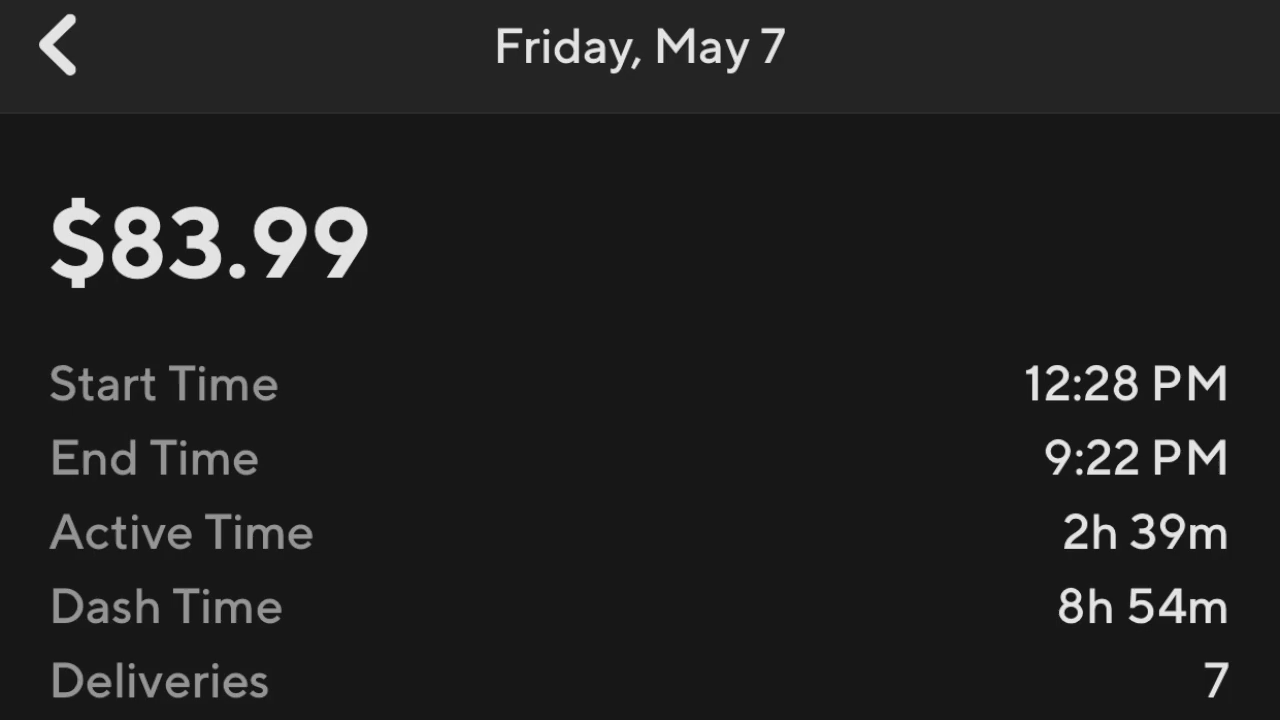 Friday, May 7
$83.99
Start Time 12:28 PM
End Time 9:22 PM
Active Time 2h 39m
Dash Time 8h 54m
Deliveries 7